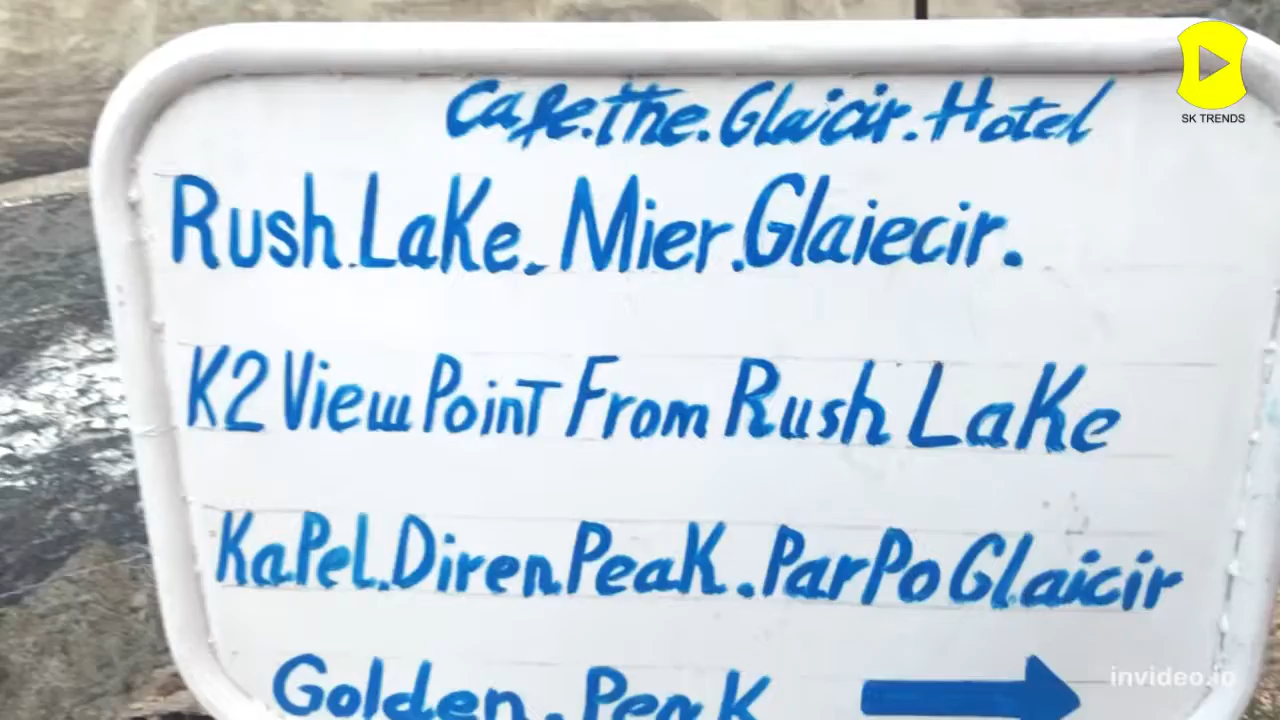 Cafe.the.Glaicir.Hotel
SK TRENDS
Rush.Lake.Mier.Glaiecir.
K2 View Point From Rush Lake
KaPel.Diren.Peak.ParPo Glaicir
Golden.Peak
invideo.io